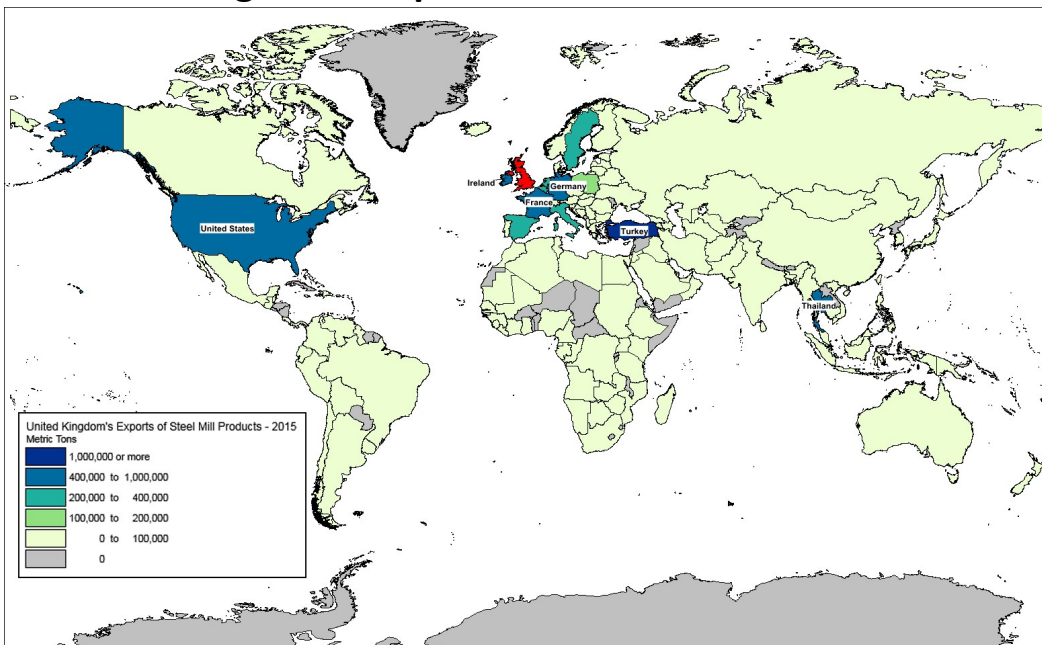 United States
Ireland
Germany
France
Turkey
Thailand
United Kingdom's Exports of Steel Mill Products - 2015
Metric Tons
1,000,000 or more
400,000 to 1,000,000
200,000 to 400,000
100,000 to 200,000
0 to 100,000
0